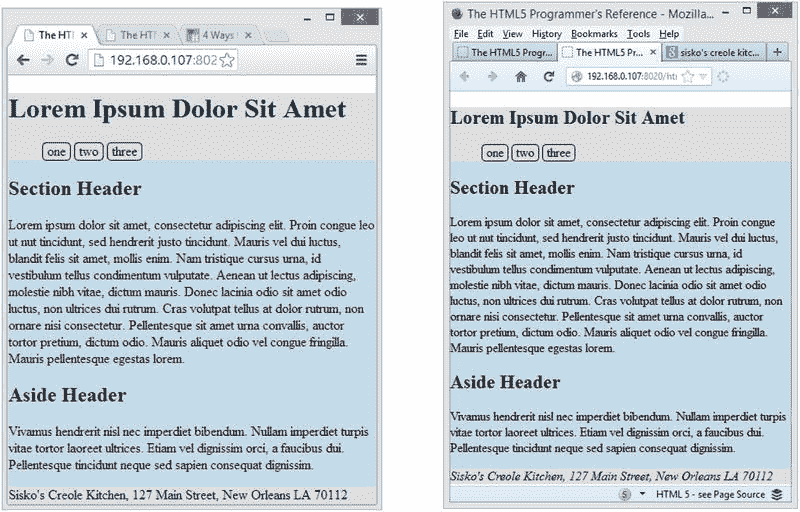 The HT
The HT
4 Ways
192.168.0.107:802
Lorem Ipsum Dolor Sit Amet
one two three
Section Header
Lorem ipsum dolor sit amet, consectetur adipiscing elit. Proin congue leo
ut nut tincidunt, sed hendrerit justo tincidunt. Mauris vel dui luctus,
blandit felis sit amet, mollis enim. Nam tristique cursus urna, id
vestibulum tellus condimentum vulputate. Aenean ut lectus adipiscing,
molestie nibh vitae, dictum mauris. Donec lacinia odio sit amet odio
luctus, non ultrices dui rutrum. Cras volutpat tellus at dolor rutrum, non
ornare nisi consectetur. Pellentesque sit amet urna convallis, auctor
tortor pretium, dictum odio. Mauris aliquet odio vel congue fringilla.
Mauris pellentesque egestas lorem.
Aside Header
Vivamus hendrerit nisl nec imperdiet bibendum. Nullam imperdiet turpis
vitae tortor laoreet ultrices. Etiam vel dignissim orci, a faucibus dui.
Pellentesque tincidunt neque sed sapien consequat dignissim.
Sisko's Creole Kitchen, 127 Main Street, New Orleans LA 70112
The HTML5 Programmer's Reference - Mozilla...
File Edit View History Bookmarks Tools Help
The HTML5 Progr...
The HTML5 Pr...
sisko's creole kitc...
192.168.0.107:8020/ht
Lorem Ipsum Dolor Sit Amet
one two three
Section Header
Lorem ipsum dolor sit amet, consectetur adipiscing elit. Proin congue
leo ut nut tincidunt, sed hendrerit justo tincidunt. Mauris vel dui
luctus, blandit felis sit amet, mollis enim. Nam tristique cursus urna, id
vestibulum tellus condimentum vulputate. Aenean ut lectus adipiscing,
molestie nibh vitae, dictum mauris. Donec lacinia odio sit amet odio
luctus, non ultrices dui rutrum. Cras volutpat tellus at dolor rutrum, non
ornare nisi consectetur. Pellentesque sit amet urna convallis, auctor
tortor pretium, dictum odio. Mauris aliquet odio vel congue fringilla.
Mauris pellentesque egestas lorem.
Aside Header
Vivamus hendrerit nisl nec imperdiet bibendum. Nullam imperdiet turpis
vitae tortor laoreet ultrices. Etiam vel dignissim orci, a faucibus dui.
Pellentesque tincidunt neque sed sapien consequat dignissim.
Sisko's Creole Kitchen, 127 Main Street, New Orleans LA 70112
5 HTML 5 - see Page Source